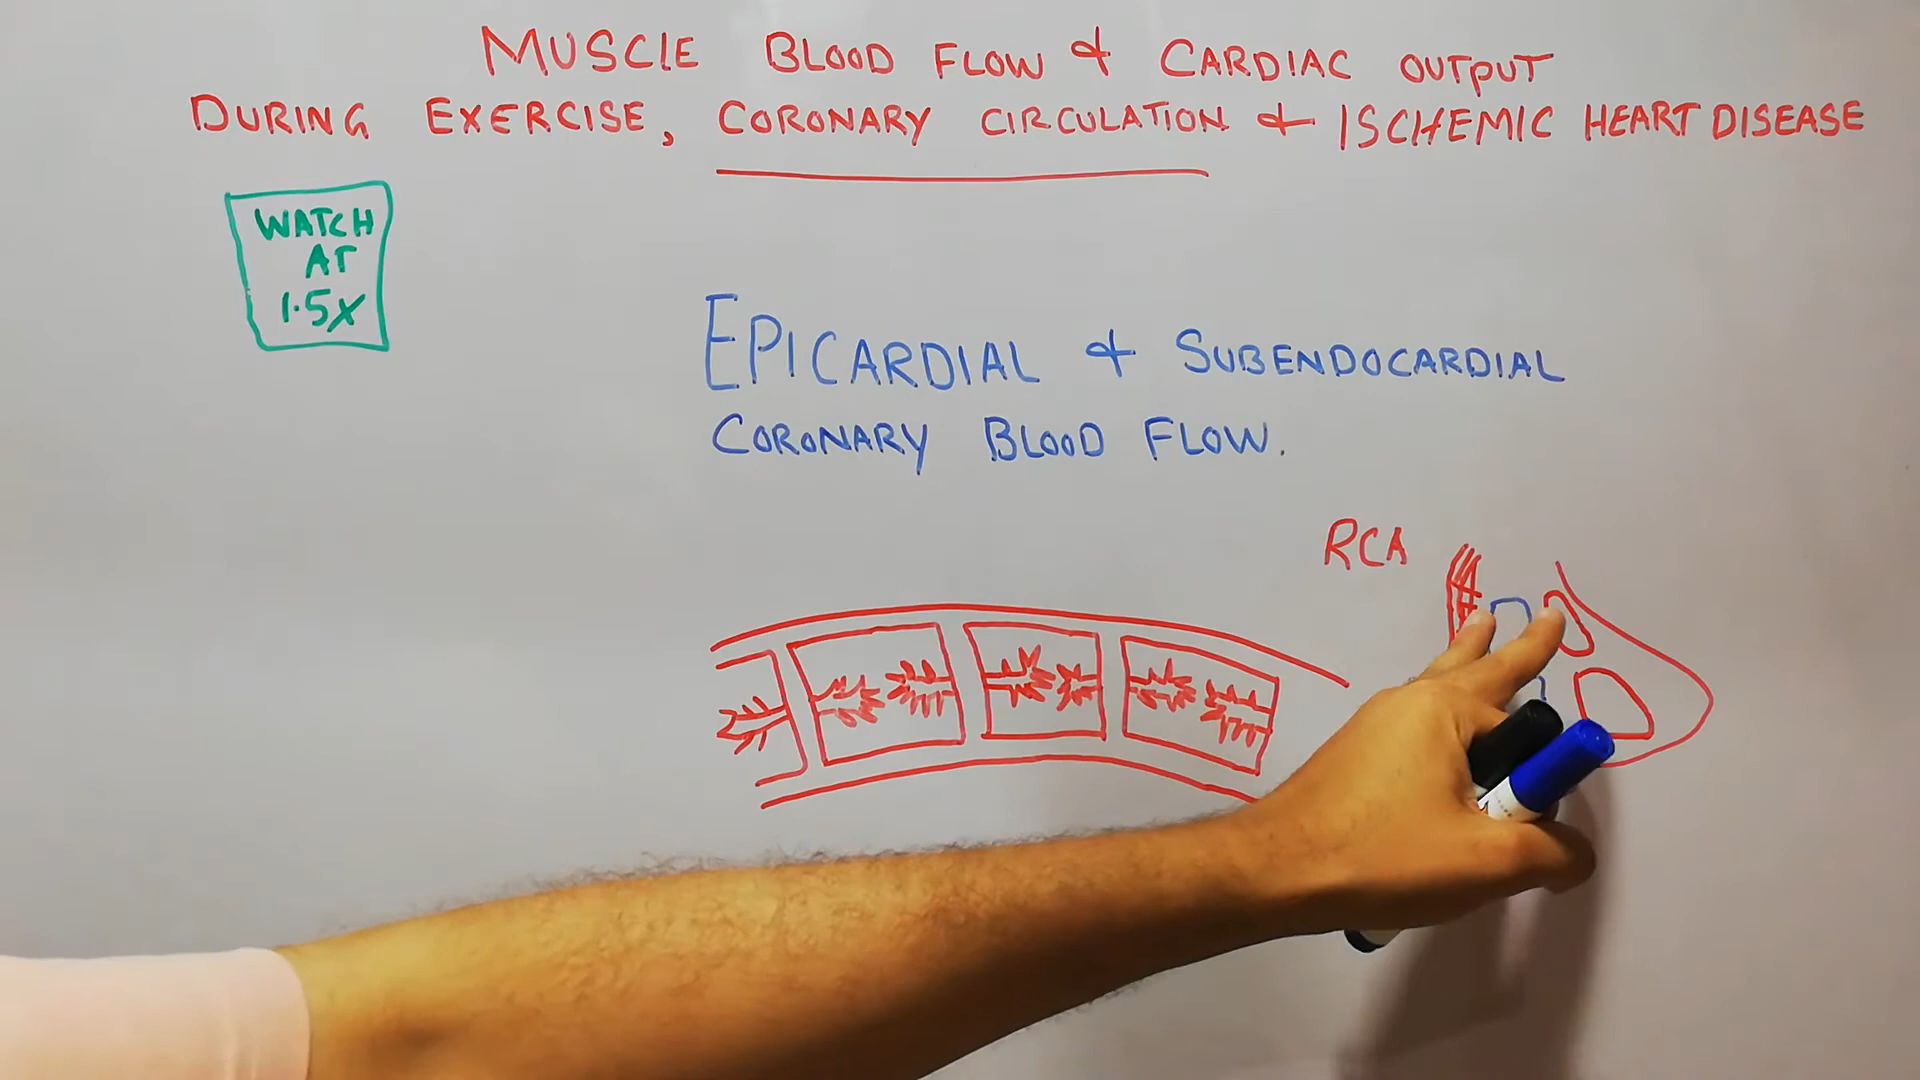 MUSCLE BLOOD FLOW & CARDIAC OUTPUT
DURING EXERCISE, CORONARY CIRCULATION & ISCHEMIC HEART DISEASE
WATCH
AT
1.5X
EPICARDIAL & SUBENDOCARDIAL
CORONARY BLOOD FLOW.
RCA